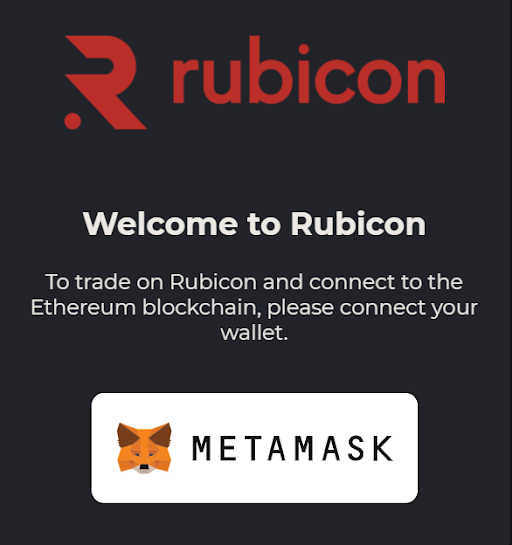 rubicon
Welcome to Rubicon
To trade on Rubicon and connect to the
Ethereum blockchain, please connect your
wallet.
METAMASK